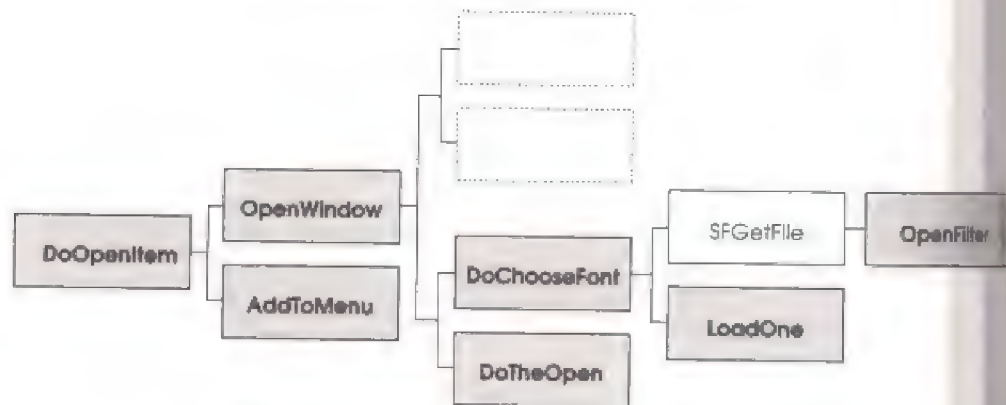 DoOpenItem
OpenWindow
AddToMenu
DoChooseFont
DoTheOpen
SFGetFile
LoadOne
OpenFilter